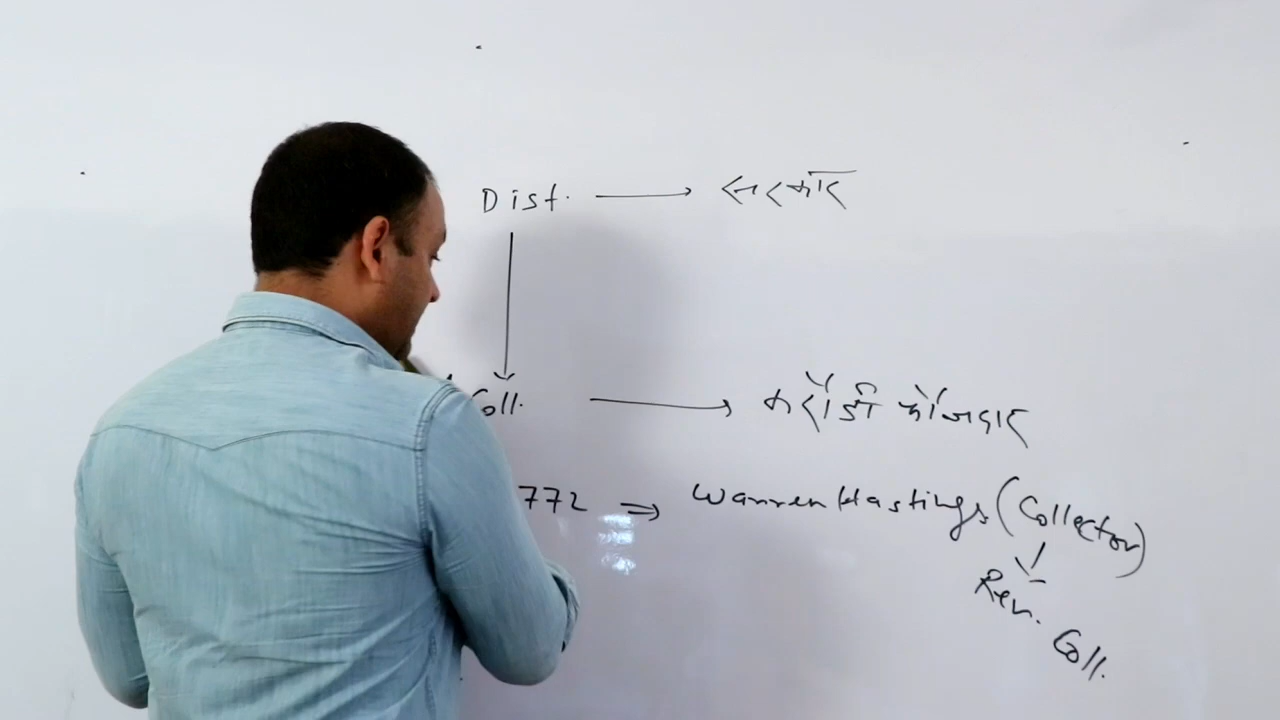 Dist. → सरकार
Coll. → करोड़ी फौजदार
772 ⇒ Warren Hastings (Collector)
Rev. Coll.